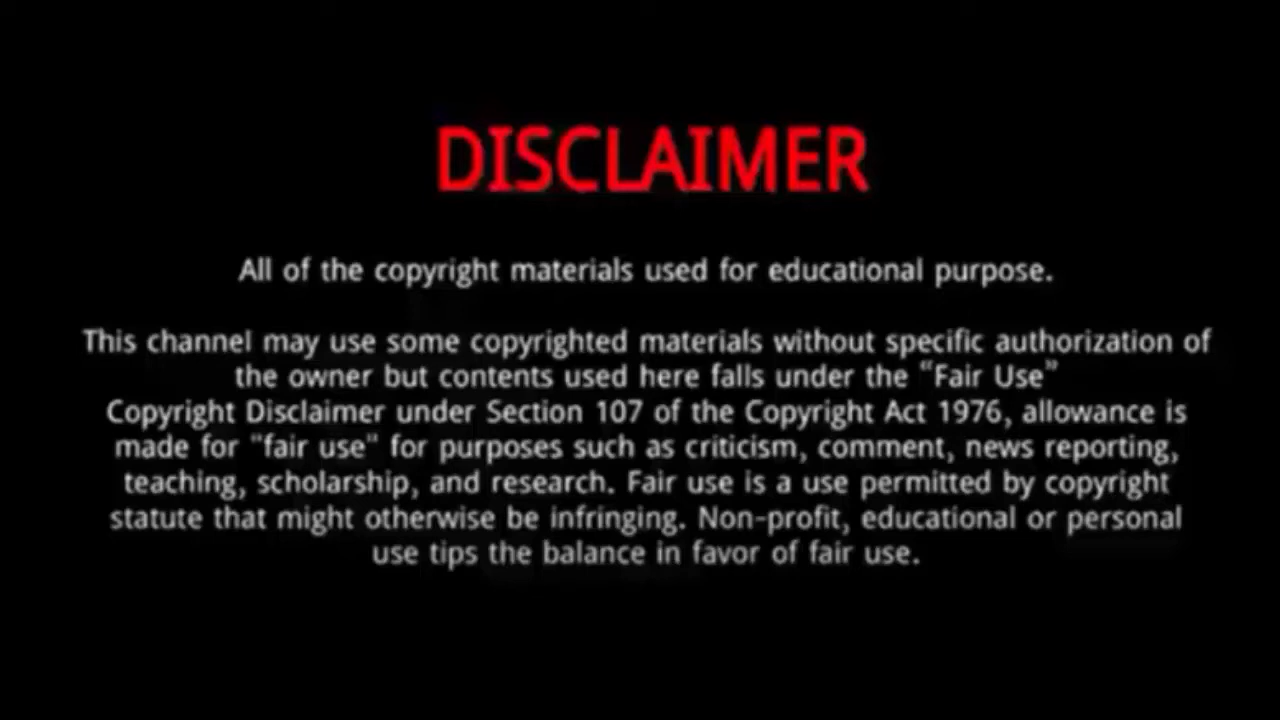 DISCLAIMER
All of the copyright materials used for educational purpose.
This channel may use some copyrighted materials without specific authorization of
the owner but contents used here falls under the “Fair Use”
Copyright Disclaimer under Section 107 of the Copyright Act 1976, allowance is
made for "fair use" for purposes such as criticism, comment, news reporting,
teaching, scholarship, and research. Fair use is a use permitted by copyright
statute that might otherwise be infringing. Non-profit, educational or personal
use tips the balance in favor of fair use.